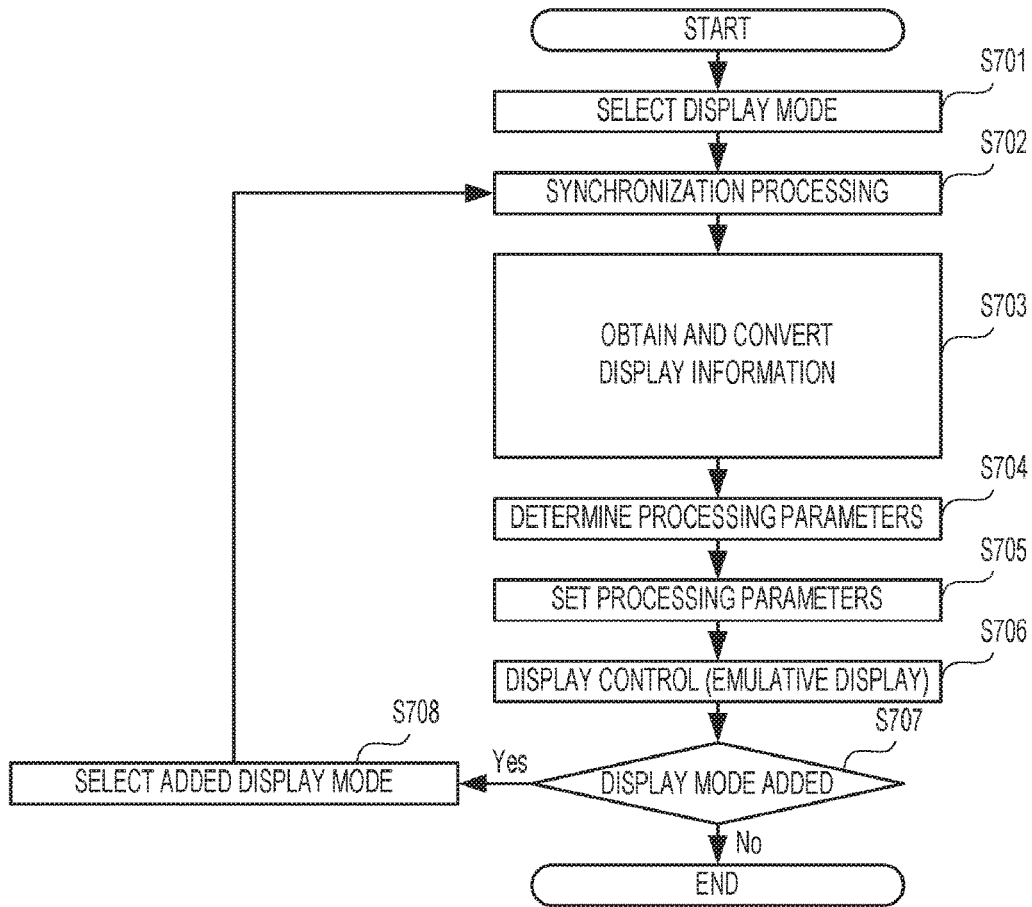 START
S701
SELECT DISPLAY MODE
S702
SYNCHRONIZATION PROCESSING
S703
OBTAIN AND CONVERT
DISPLAY INFORMATION
S704
DETERMINE PROCESSING PARAMETERS
S705
SET PROCESSING PARAMETERS
S706
DISPLAY CONTROL (EMULATIVE DISPLAY)
S707
DISPLAY MODE ADDED
Yes
S708
SELECT ADDED DISPLAY MODE
No
END